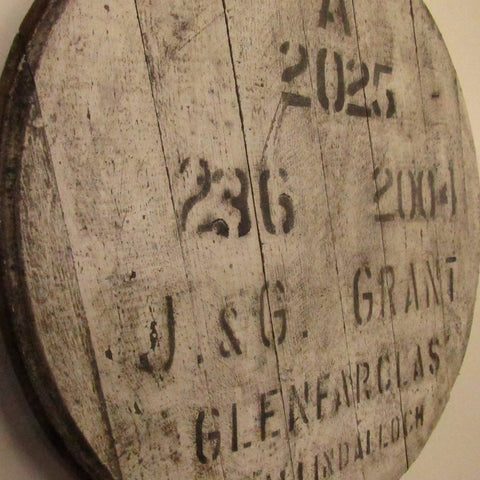 A
2025
236 2004
J. & G. GRANT
GLENFARCLAS
BALLINDALLOCH